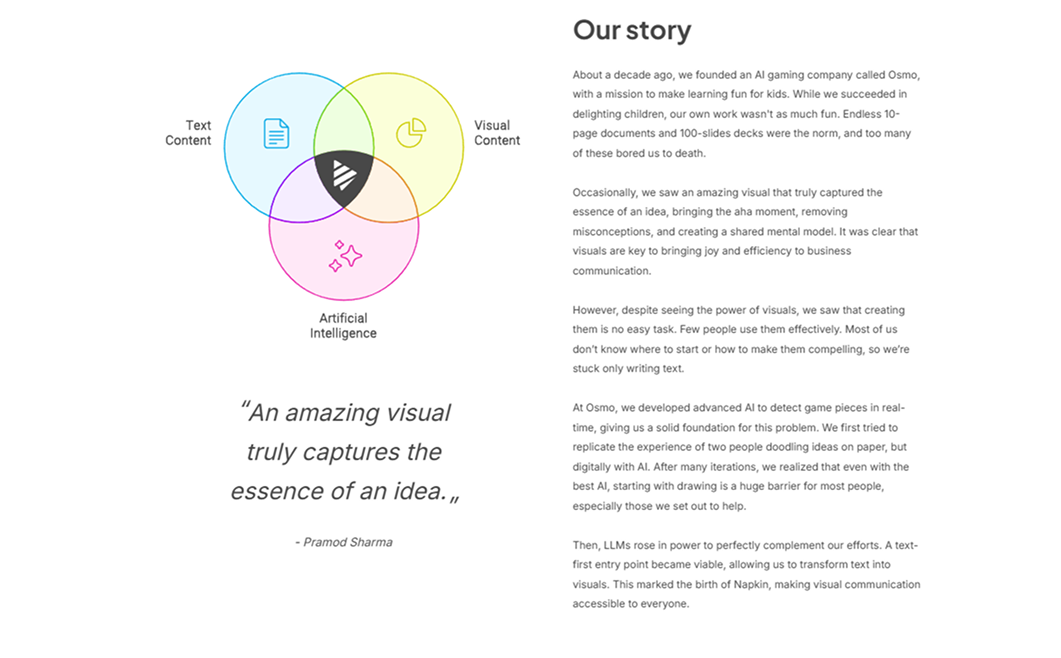 Text
Content
Visual
Content
Artificial
Intelligence
“An amazing visual
truly captures the
essence of an idea.„
- Pramod Sharma
Our story
About a decade ago, we founded an AI gaming company called Osmo,
with a mission to make learning fun for kids. While we succeeded in
delighting children, our own work wasn't as much fun. Endless 10-
page documents and 100-slides decks were the norm, and too many
of these bored us to death.
Occasionally, we saw an amazing visual that truly captured the
essence of an idea, bringing the aha moment, removing
misconceptions, and creating a shared mental model. It was clear that
visuals are key to bringing joy and efficiency to business
communication.
However, despite seeing the power of visuals, we saw that creating
them is no easy task. Few people use them effectively. Most of us
don't know where to start or how to make them compelling, so we're
stuck only writing text.
At Osmo, we developed advanced AI to detect game pieces in real-
time, giving us a solid foundation for this problem. We first tried to
replicate the experience of two people doodling ideas on paper, but
digitally with AI. After many iterations, we realized that even with the
best AI, starting with drawing is a huge barrier for most people,
especially those we set out to help.
Then, LLMs rose in power to perfectly complement our efforts. A text-
first entry point became viable, allowing us to transform text into
visuals. This marked the birth of Napkin, making visual communication
accessible to everyone.